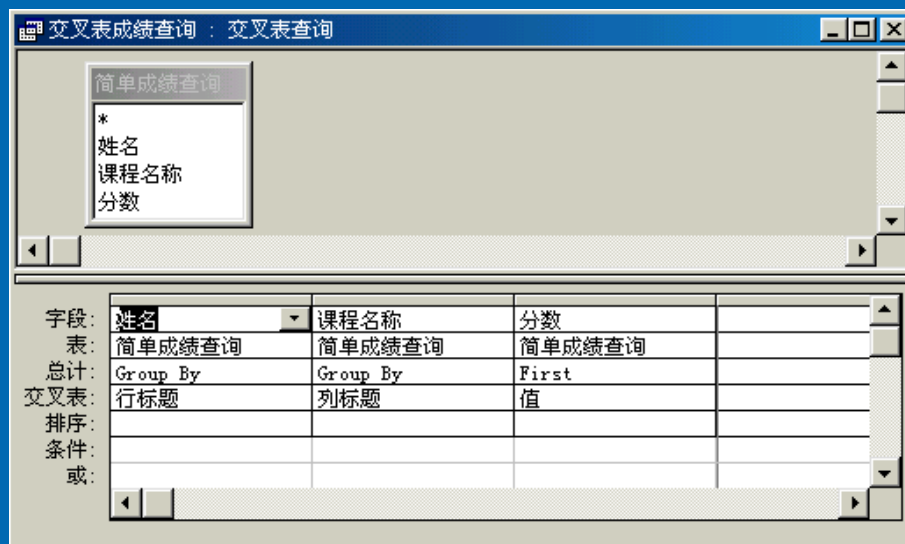 交叉表成绩查询 : 交叉表查询
简单成绩查询
*
姓名
课程名称
分数
字段: 姓名 课程名称 分数
表: 简单成绩查询 简单成绩查询 简单成绩查询
总计: Group By Group By First
交叉表: 行标题 列标题 值
排序:
条件:
或: